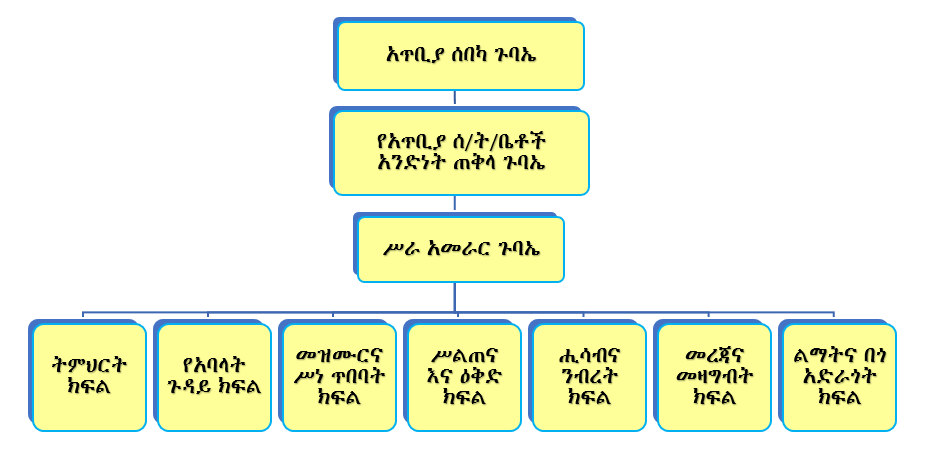 አጥቢያ ሰበካ ጉባኤ
የአጥቢያ ሰ/ት/ቤቶች
አንድነት ጠቅላ ጉባኤ
ሥራ አመራር ጉባኤ
ትምህርት
ክፍል
የአባላት
ጉዳይ ክፍል
መዝሙርና
ሥነ ጥበባት
ክፍል
ሥልጠና
እና ዕቅድ
ክፍል
ሒሳብና
ንብረት
ክፍል
መረጃና
መዛግብት
ክፍል
ልማትና በጎ
አድራጎት
ክፍል